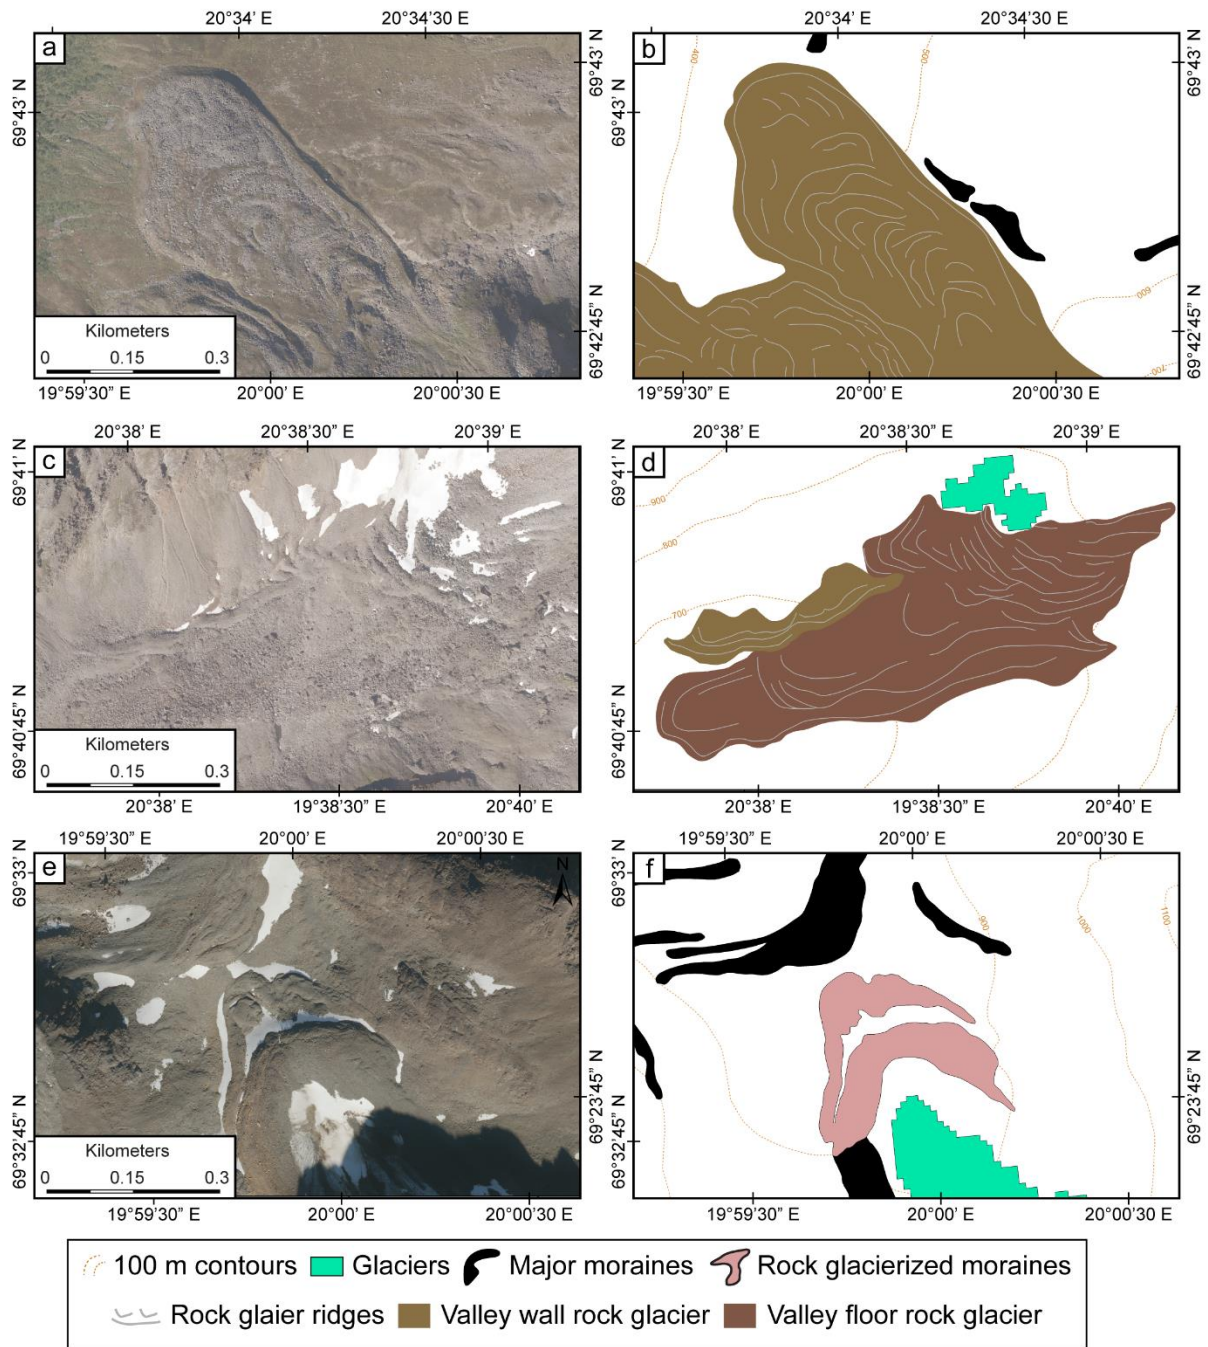 20°34' E 20°34'30" E 20°34' E 20°34'30" E
a b
69°43' N 69°43' N 69°43' N 69°43' N
400 500 600 700
Kilometers
0 0.15 0.3
69°42'45" N 69°42'45" N
19°59'30" E 20°00' E 20°00'30" E 19°59'30" E 20°00' E 20°00'30" E
20°38' E 20°38'30" E 20°39' E 20°38' E 20°38'30" E 20°39' E
c d
69°41' N 69°41' N
900 800 700
69°40'45" N 69°40'45" N
Kilometers
0 0.15 0.3
20°38' E 19°38'30" E 20°40' E 20°38' E 19°38'30" E 20°40' E
19°59'30" E 20°00' E 20°00'30" E 19°59'30" E 20°00' E 20°00'30" E
e N f
69°33' N 69°33' N
900 1000 1100
69°32'45" N 69°23'45" N 69°32'45" N 69°23'45" N
Kilometers
0 0.15 0.3
19°59'30" E 20°00' E 20°00'30 E 19°59'30" E 20°00' E 20°00'30" E
100 m contours Glaciers Major moraines Rock glacierized moraines
Rock glaier ridges Valley wall rock glacier Valley floor rock glacier